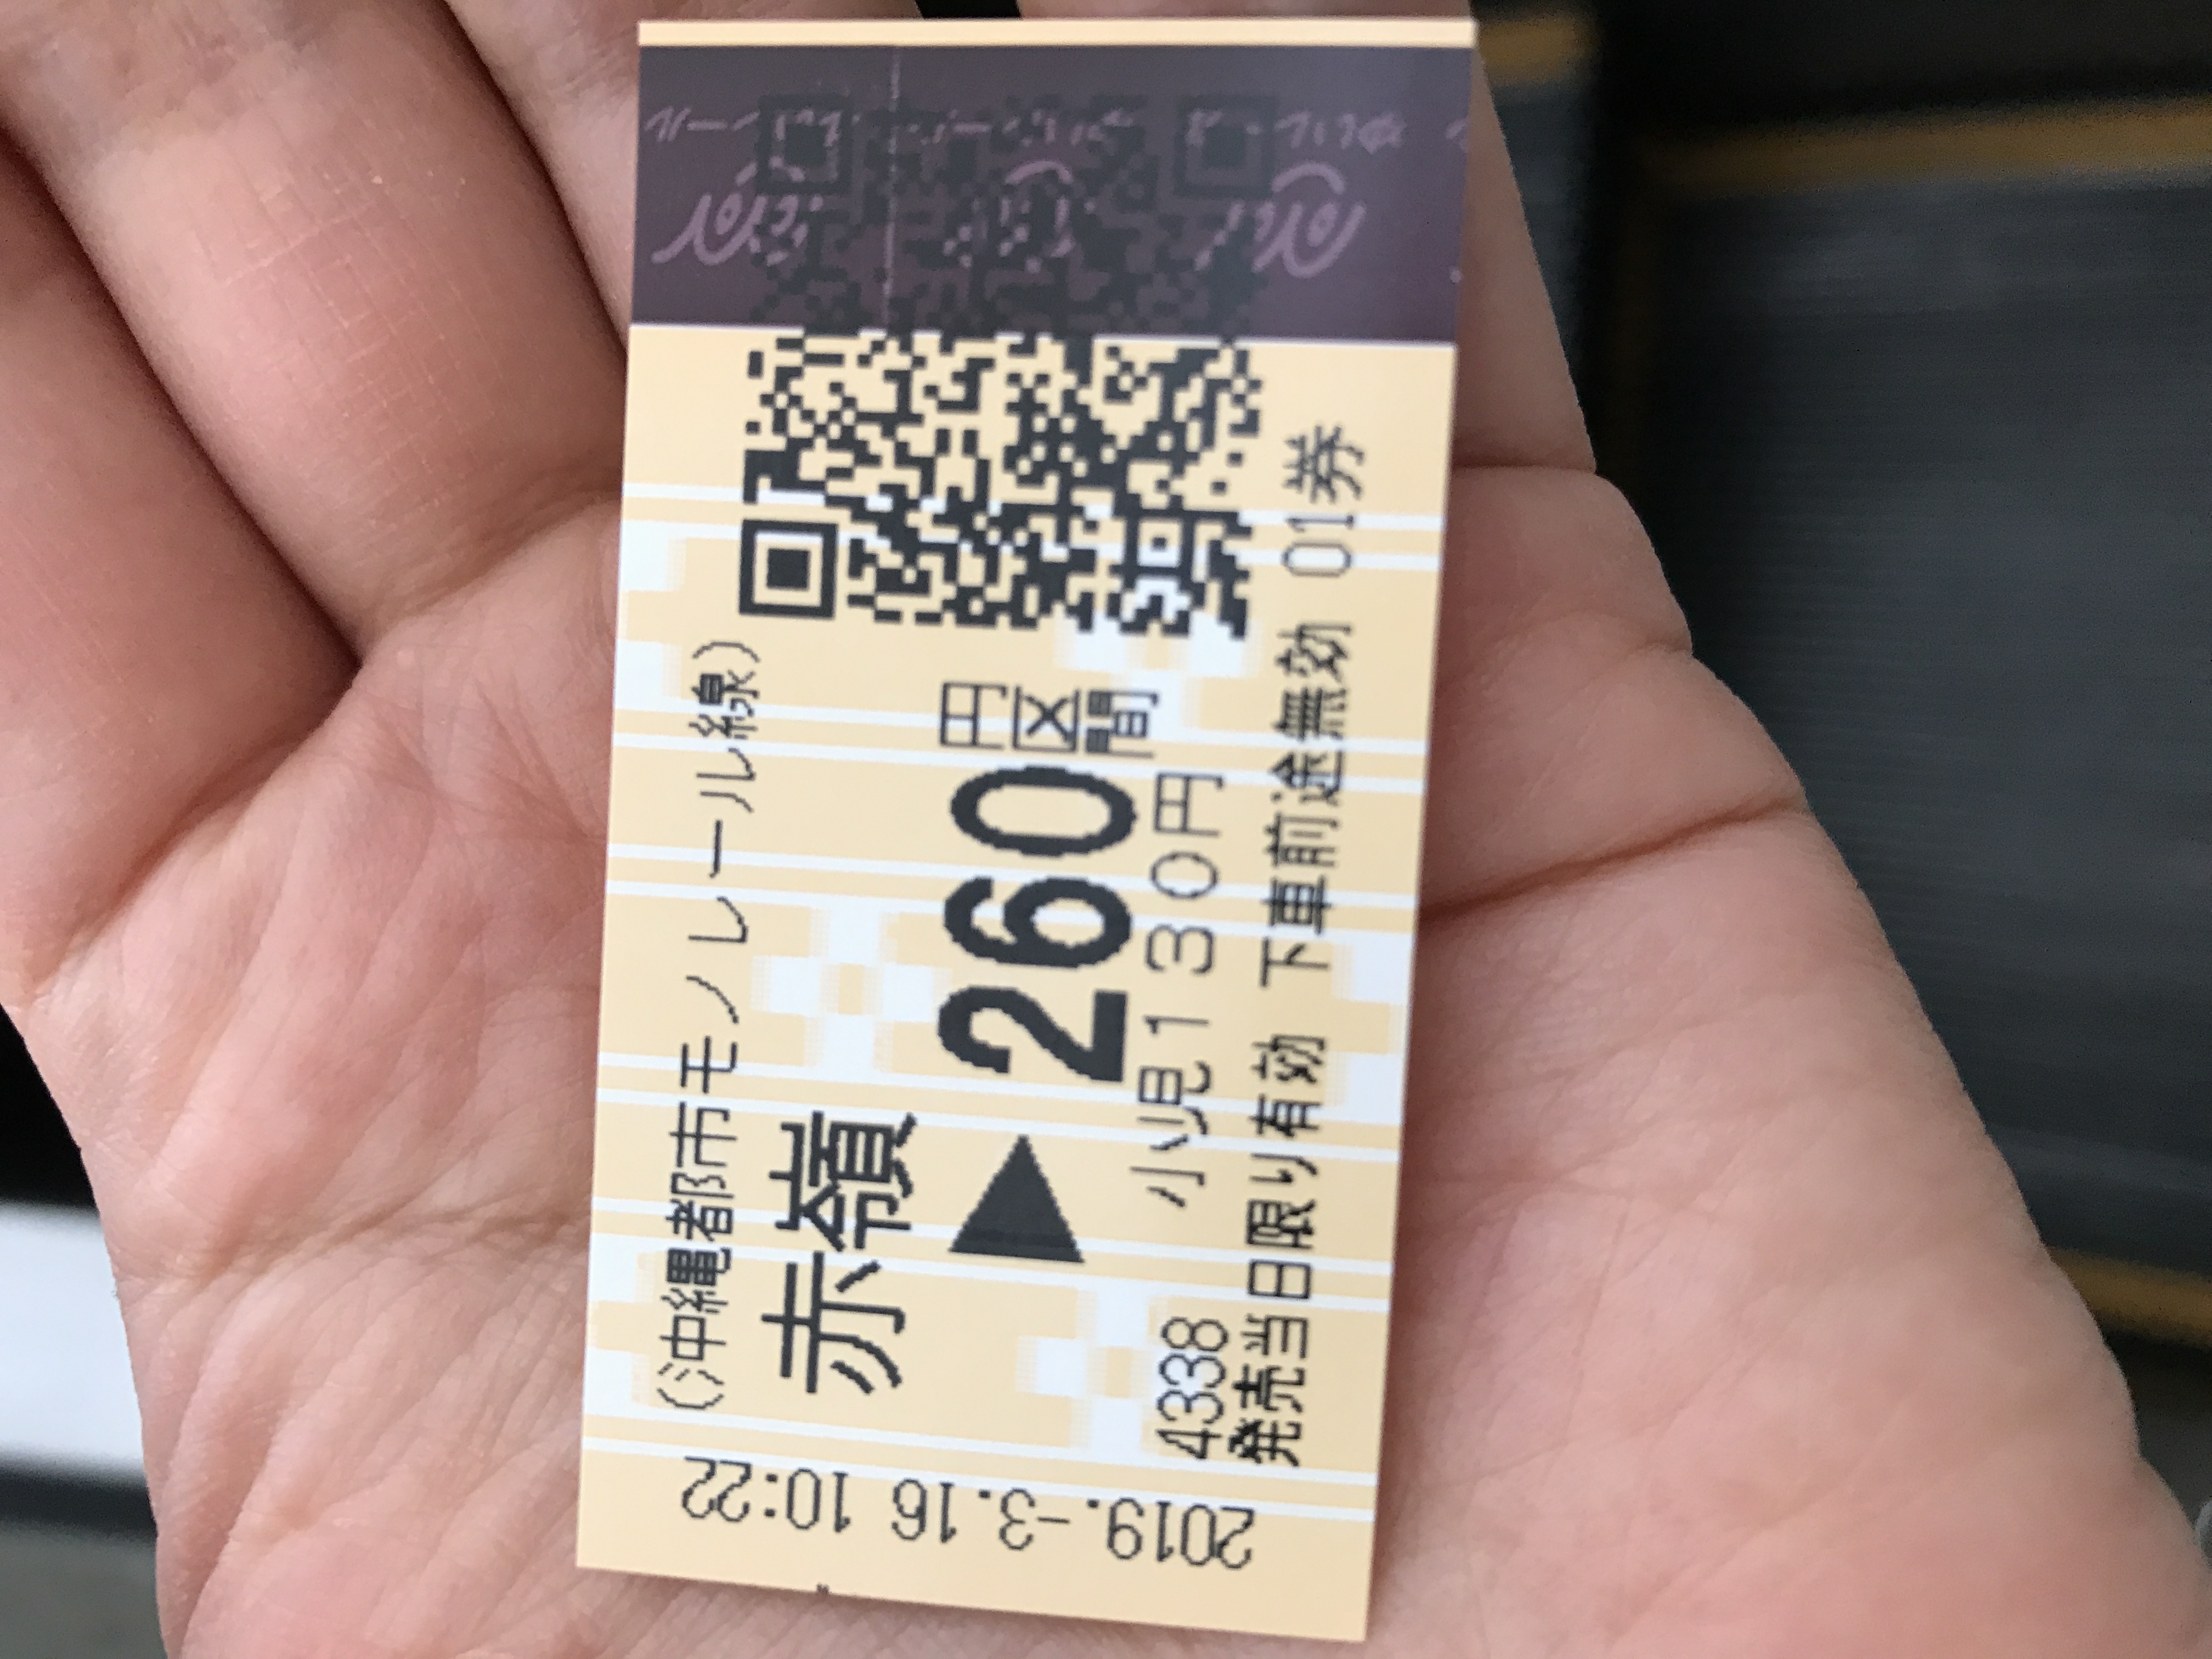 (沖縄都市モノレール線)
赤嶺
▶ 260円区間
小児130円
4338
発売当日限り有効 下車前途無効 01券
2019.-3.16 10:22